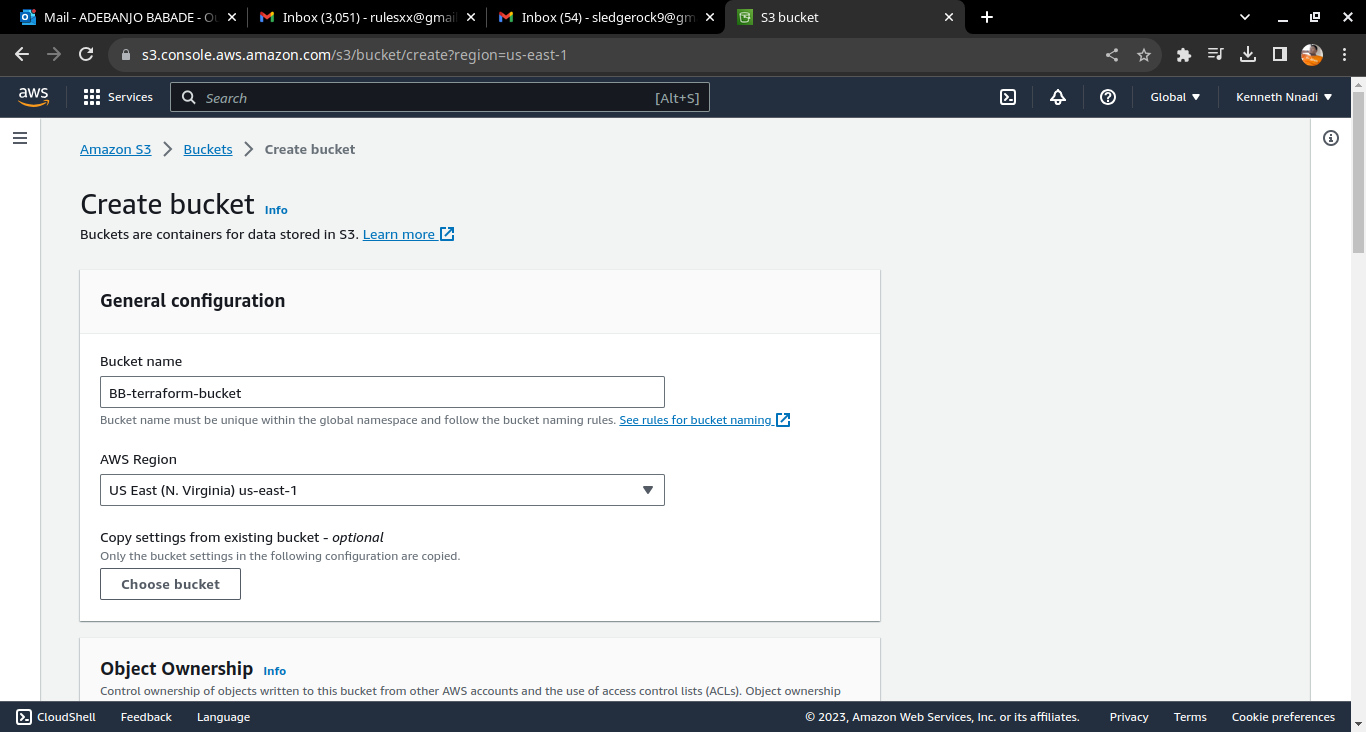 Mail - ADEBANJO BABADE - Ou
Inbox (3,051) - rulesxx@gmail
Inbox (54) - sledgerock9@gm
S3 bucket
s3.console.aws.amazon.com/s3/bucket/create?region=us-east-1
aws
Services
Search
[Alt+S]
Global
Kenneth Nnadi
Amazon S3
Buckets
Create bucket
Create bucket Info
Buckets are containers for data stored in S3. Learn more
General configuration
Bucket name
BB-terraform-bucket
Bucket name must be unique within the global namespace and follow the bucket naming rules. See rules for bucket naming
AWS Region
US East (N. Virginia) us-east-1
Copy settings from existing bucket - optional
Only the bucket settings in the following configuration are copied.
Choose bucket
Object Ownership Info
Control ownership of objects written to this bucket from other AWS accounts and the use of access control lists (ACLs). Object ownership
CloudShell
Feedback
Language
© 2023, Amazon Web Services, Inc. or its affiliates.
Privacy
Terms
Cookie preferences